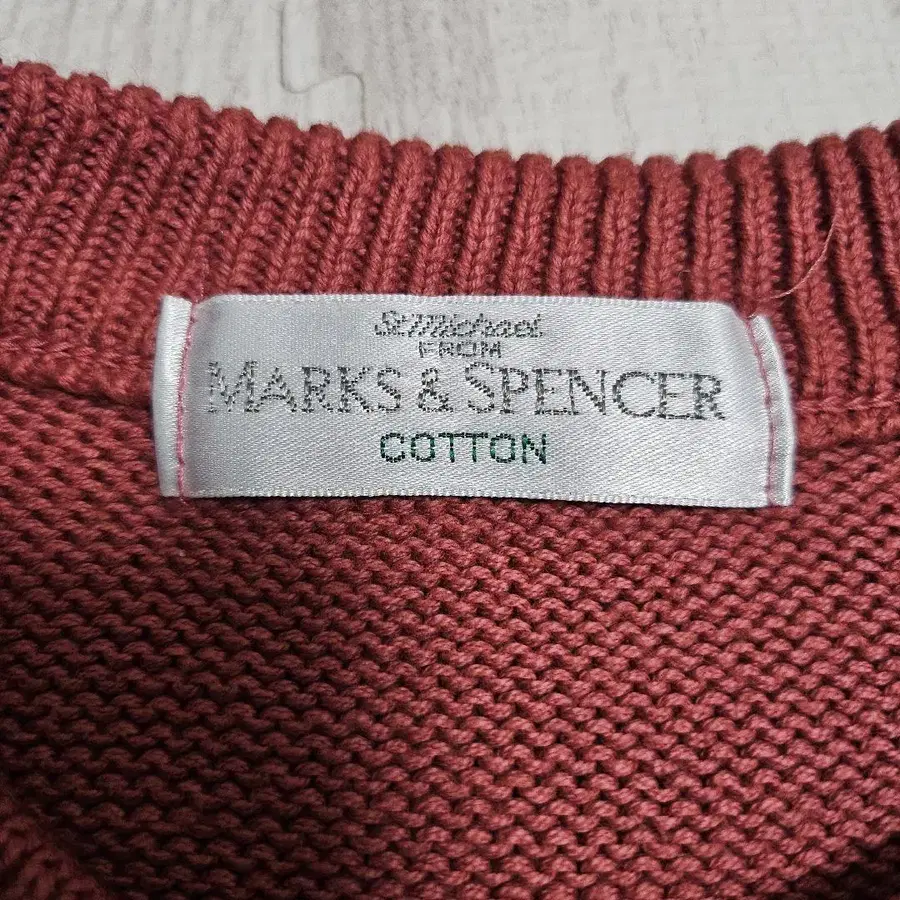 St Michael
FROM
MARKS & SPENCER
COTTON